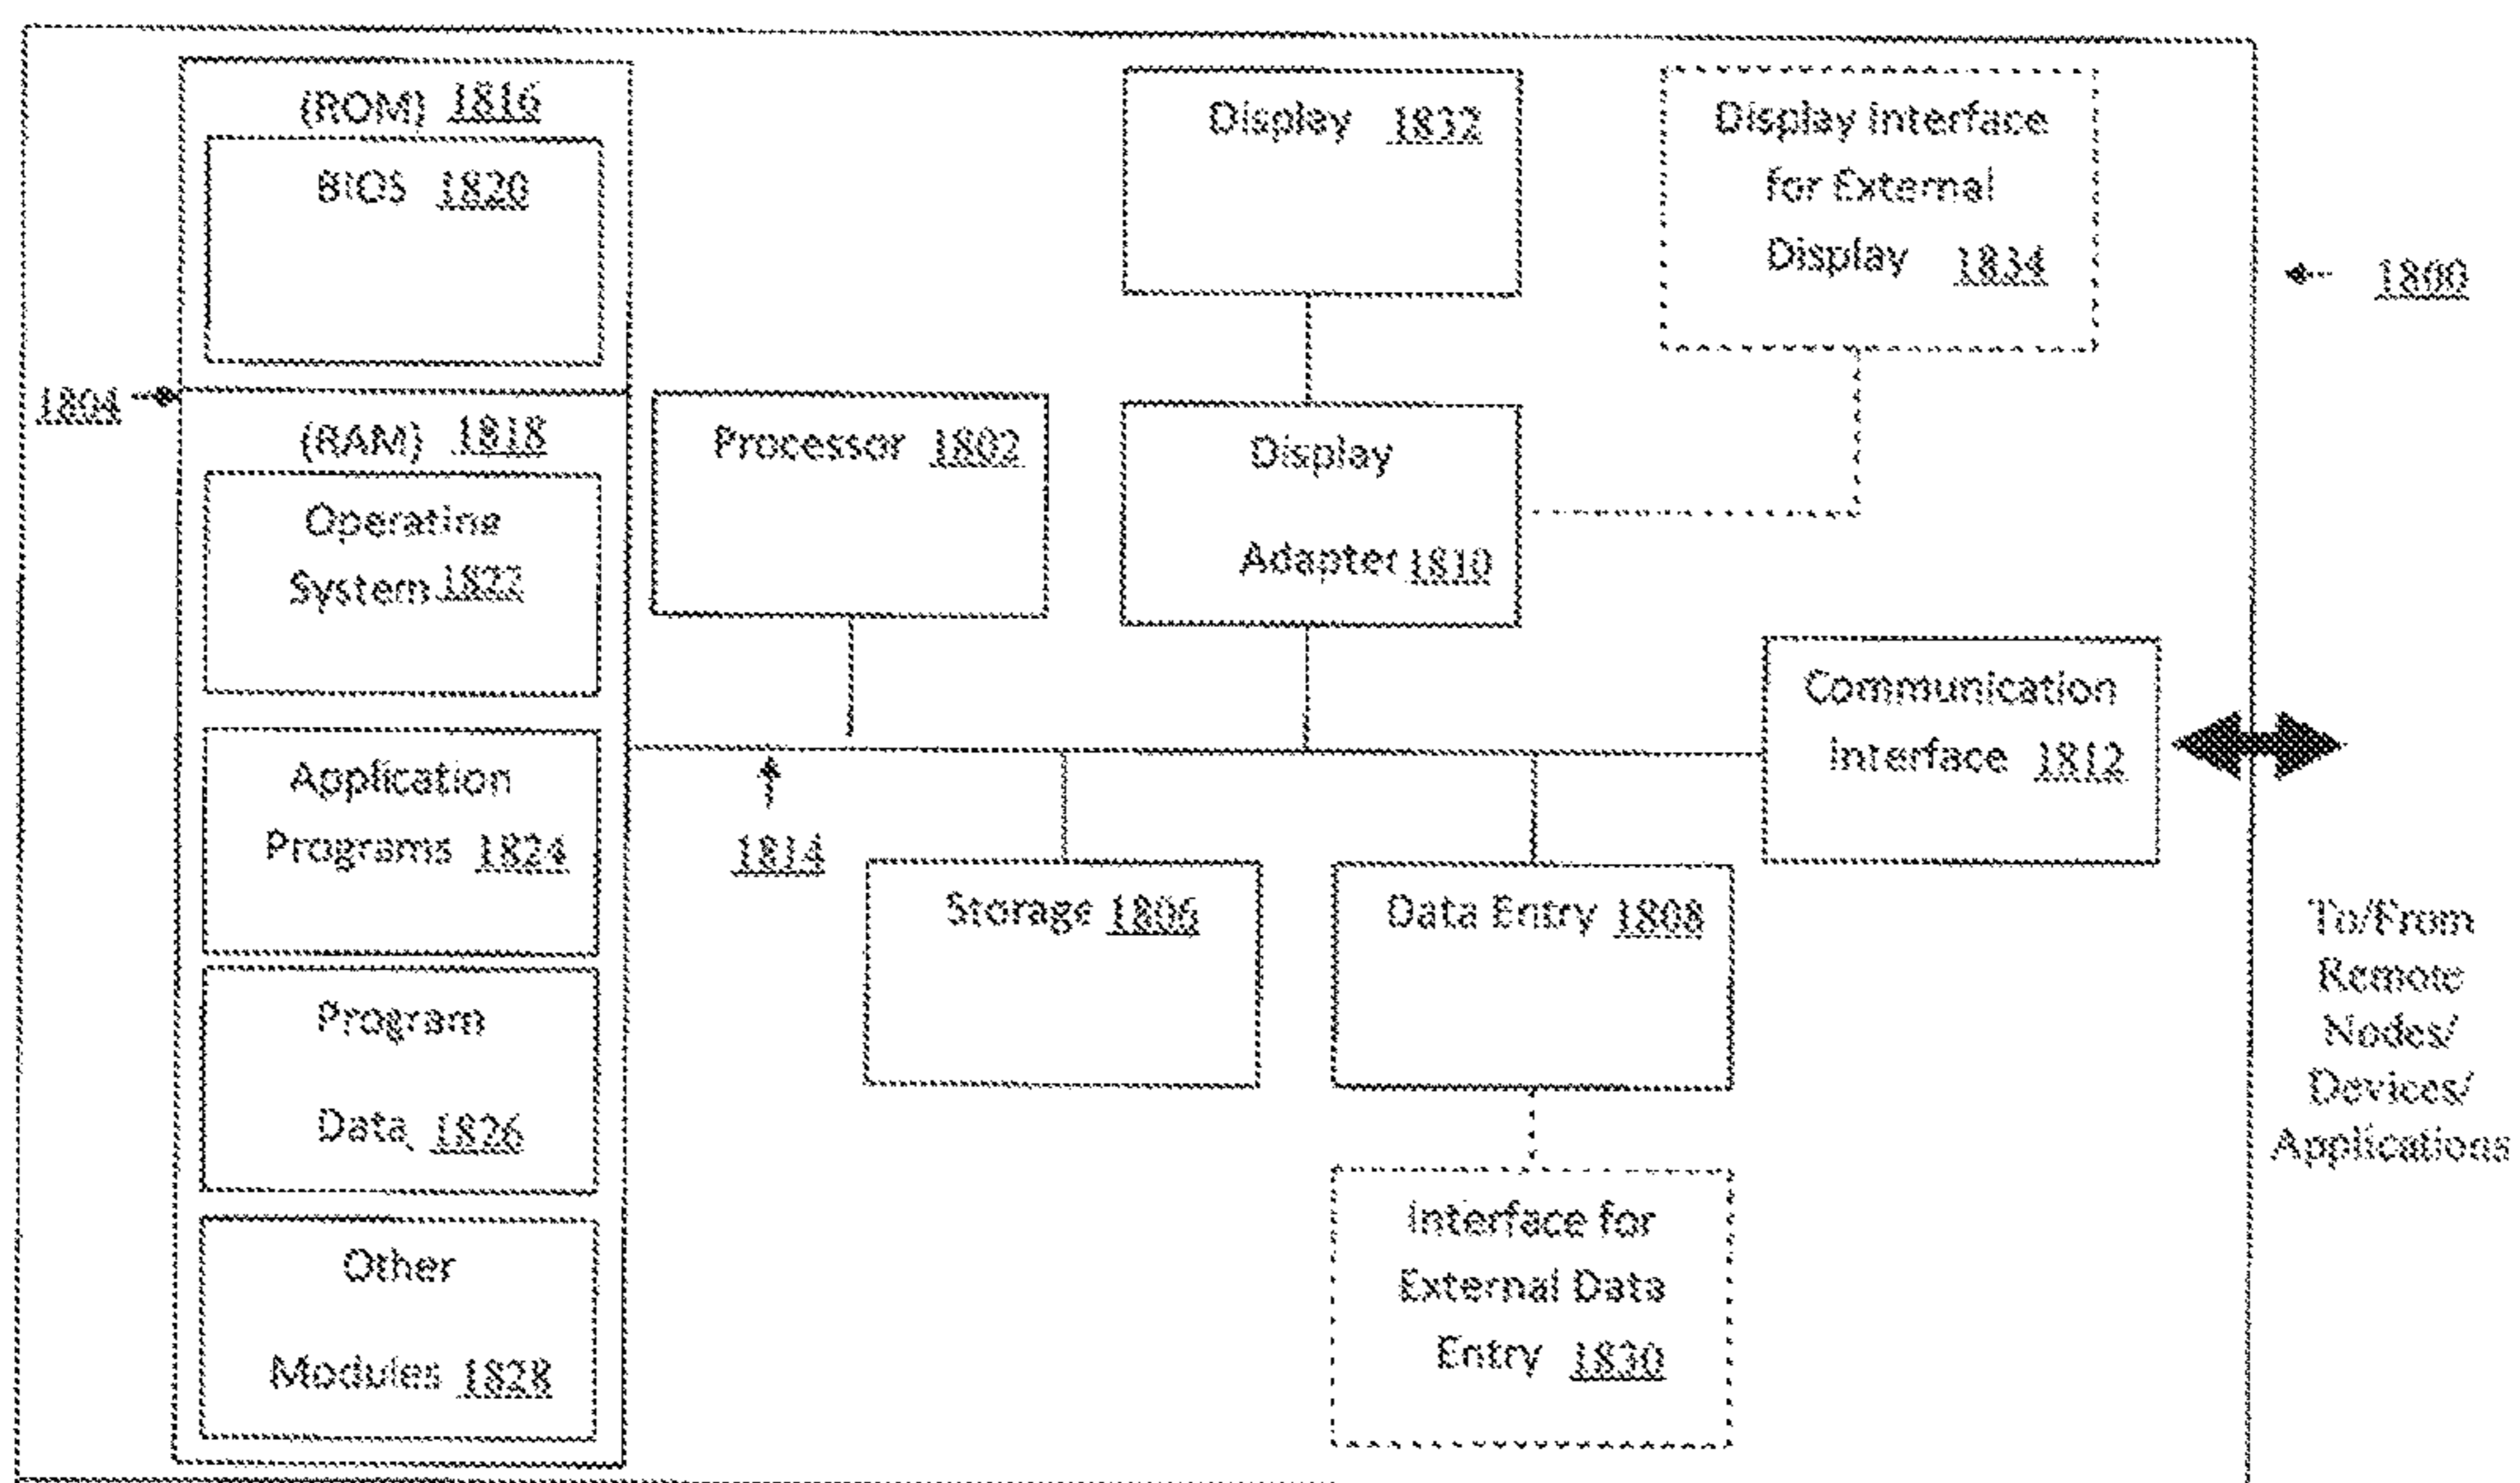 (ROM) 1816
BIOS 1820
1804
(RAM) 1818
Operating
System 1822
Application
Programs 1824
Program
Data 1826
Other
Modules 1828
Processor 1802
Display 1832
Display
Adapter 1810
Display Interface
for External
Display 1834
1800
Communication
Interface 1812
1814
Storage 1806
Data Entry 1808
Interface for
External Data
Entry 1830
To/From
Remote
Nodes/
Devices/
Applications